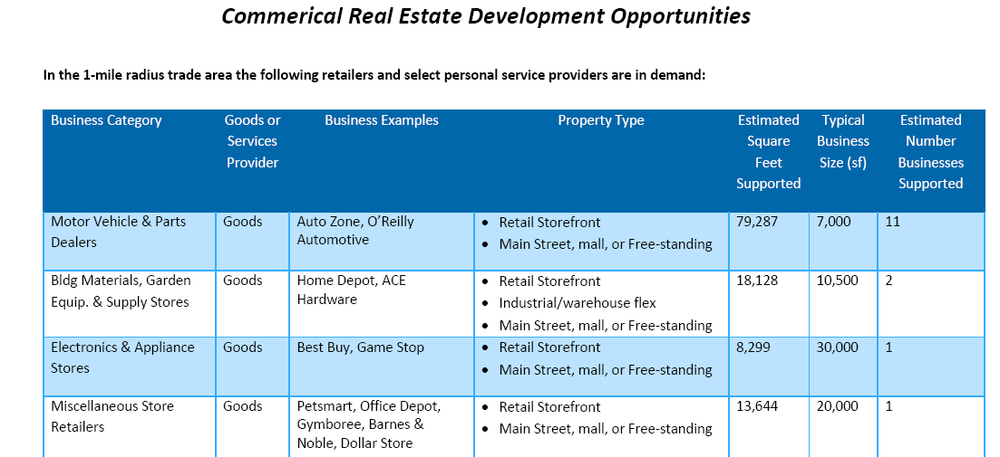 Commerical Real Estate Development Opportunities
In the 1-mile radius trade area the following retailers and select personal service providers are in demand:
Business Category
Goods or
Services
Provider
Business Examples
Property Type
Estimated
Square
Feet
Supported
Typical
Business
Size (sf)
Estimated
Number
Businesses
Supported
Motor Vehicle & Parts
Dealers
Goods
Auto Zone, O’Reilly
Automotive
• Retail Storefront
• Main Street, mall, or Free-standing
79,287
7,000
11
Bldg Materials, Garden
Equip. & Supply Stores
Goods
Home Depot, ACE
Hardware
• Retail Storefront
• Industrial/warehouse flex
• Main Street, mall, or Free-standing
18,128
10,500
2
Electronics & Appliance
Stores
Goods
Best Buy, Game Stop
• Retail Storefront
• Main Street, mall, or Free-standing
8,299
30,000
1
Miscellaneous Store
Retailers
Goods
Petsmart, Office Depot,
Gymboree, Barnes &
Noble, Dollar Store
• Retail Storefront
• Main Street, mall, or Free-standing
13,644
20,000
1